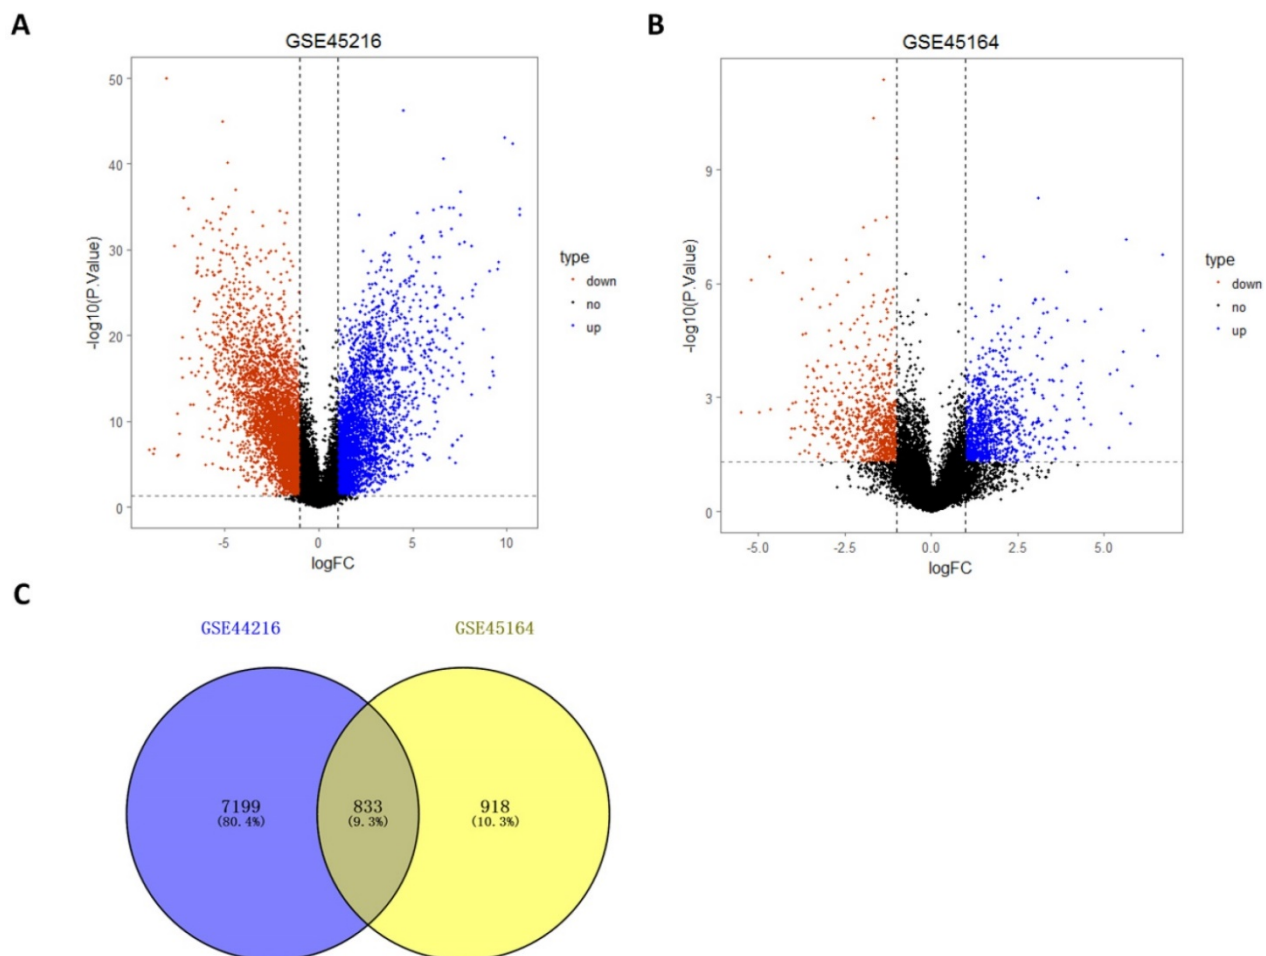 A
GSE45216
-log10(P.Value)
50
40
30
20
10
0
-5
0
5
10
logFC
type
down
no
up
B
GSE45164
-log10(P.Value)
9
6
3
0
-5.0
-2.5
0.0
2.5
5.0
logFC
type
down
no
up
C
GSE44216
GSE45164
7199
(80.4%)
833
(9.3%)
918
(10.3%)